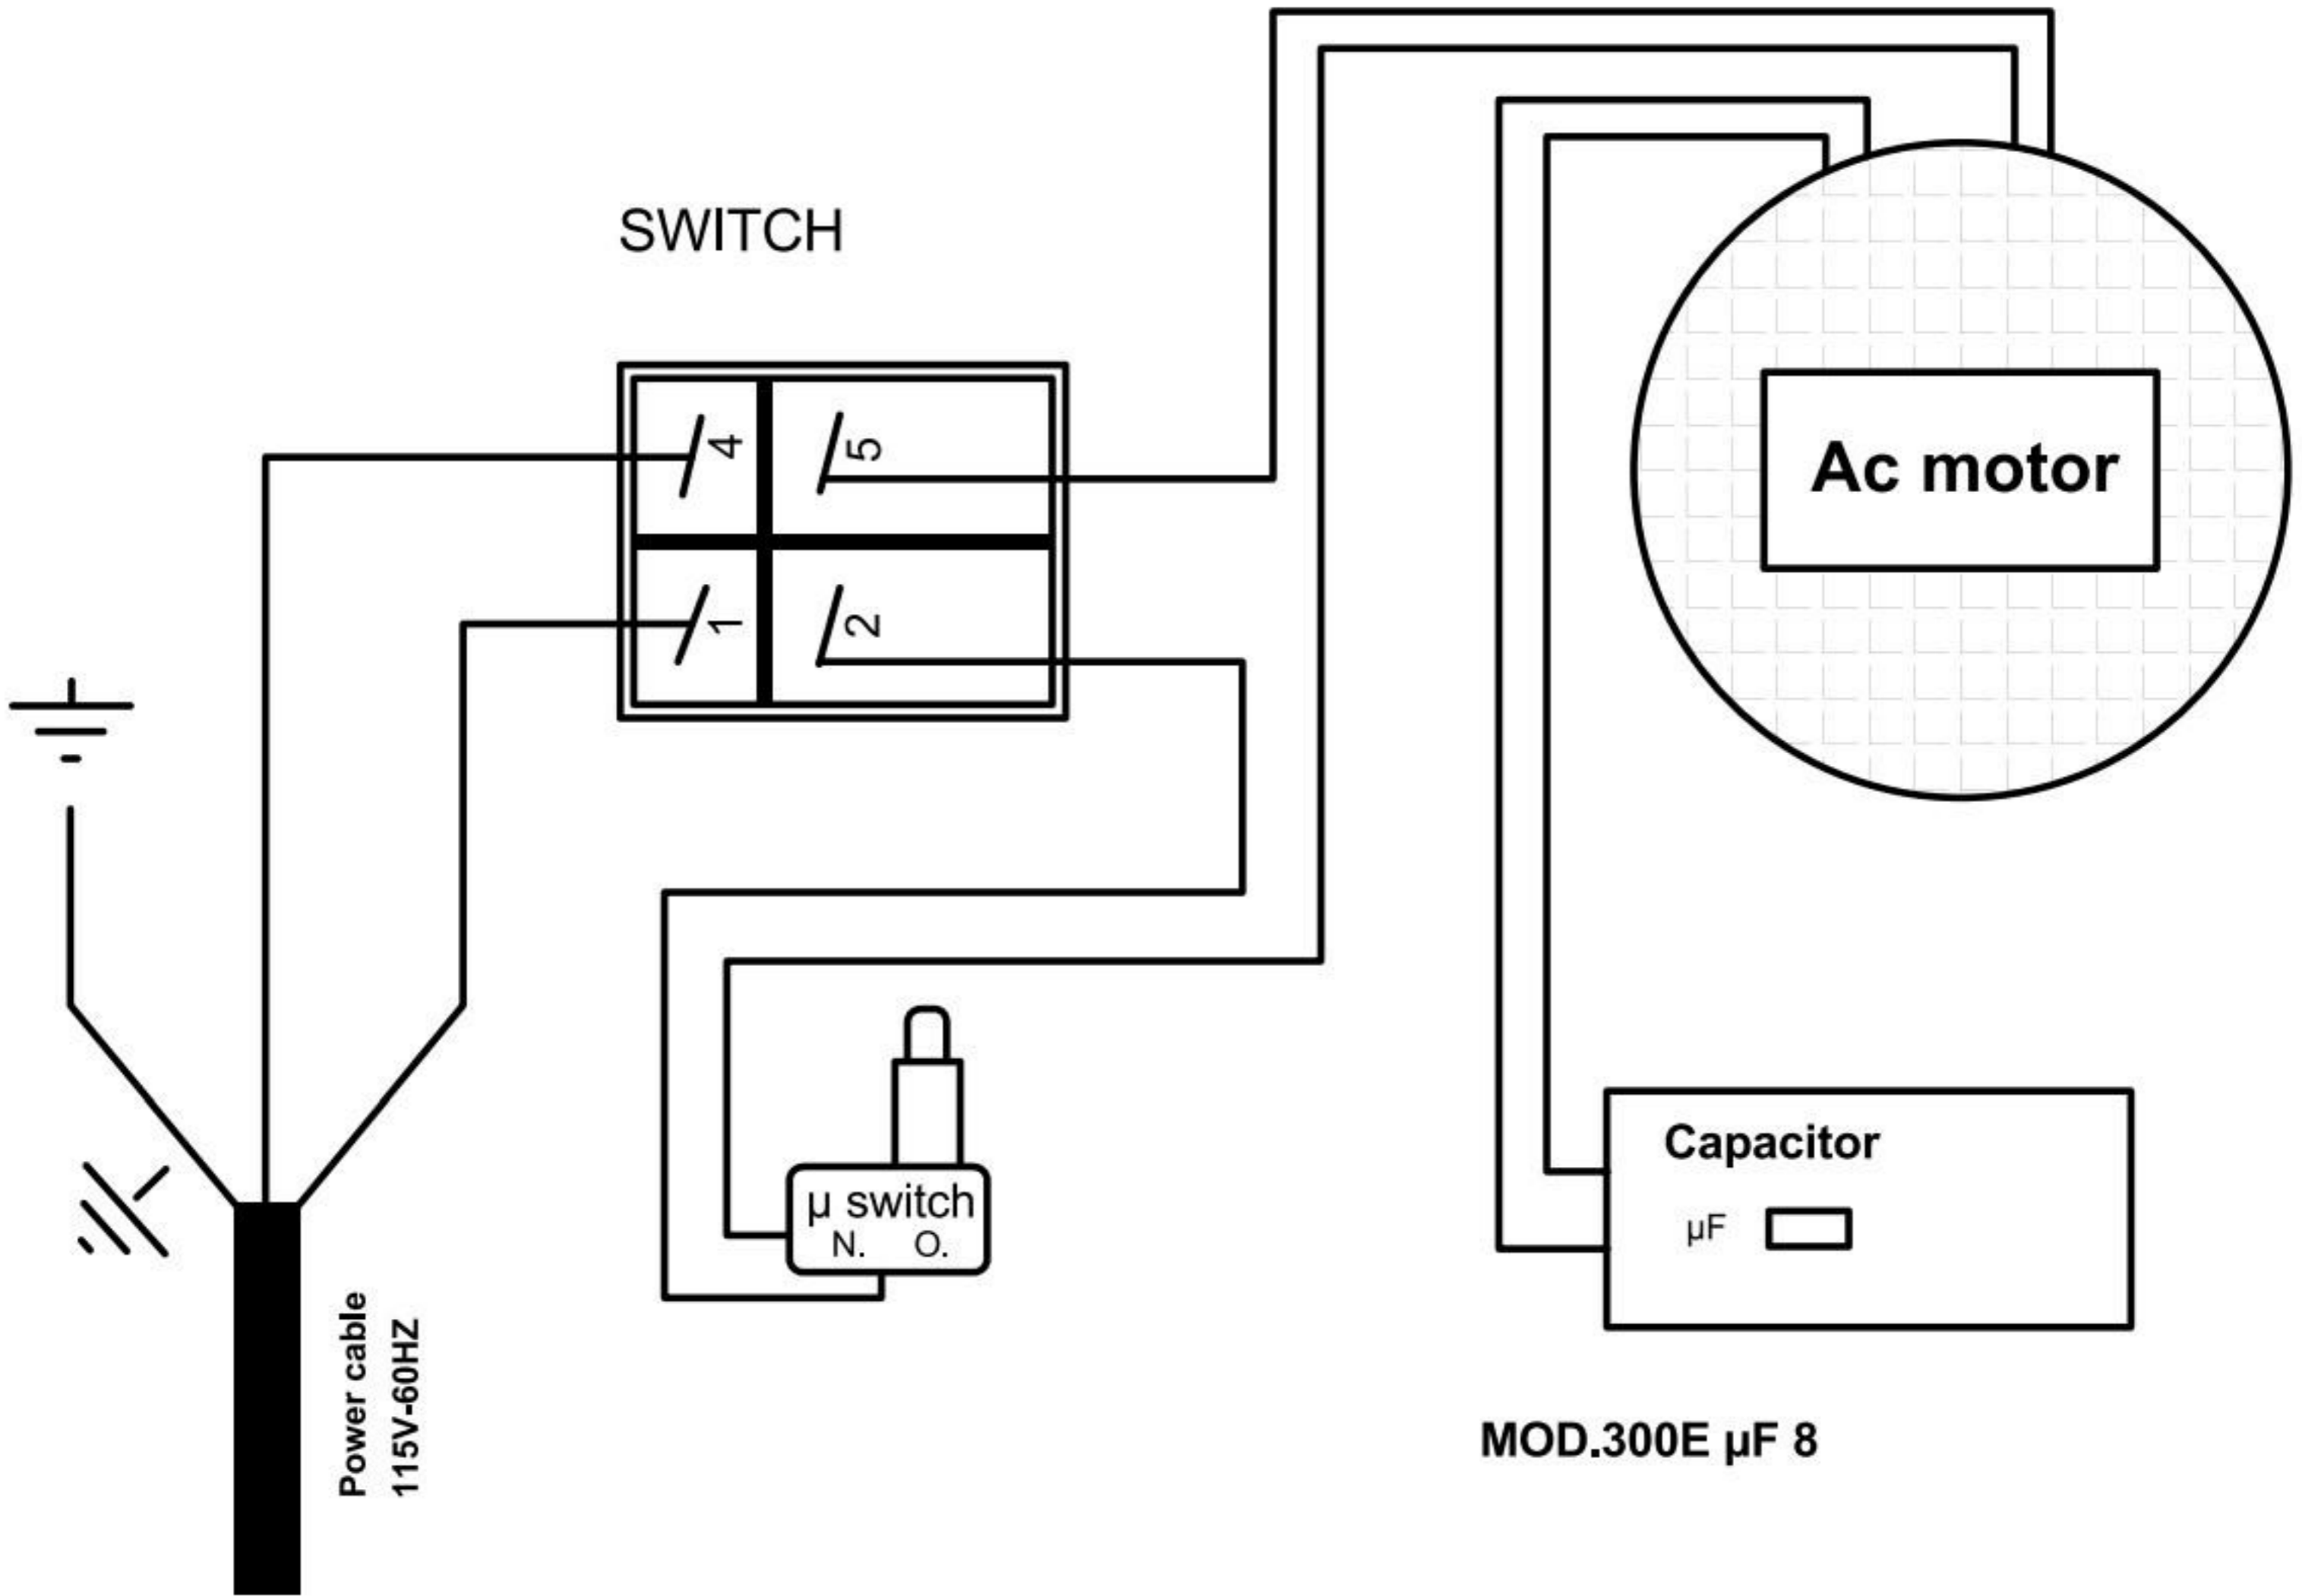 SWITCH
4
5
1
2
Ac motor
µ switch
N. O.
Capacitor
µF
Power cable
115V-60HZ
MOD.300E µF 8